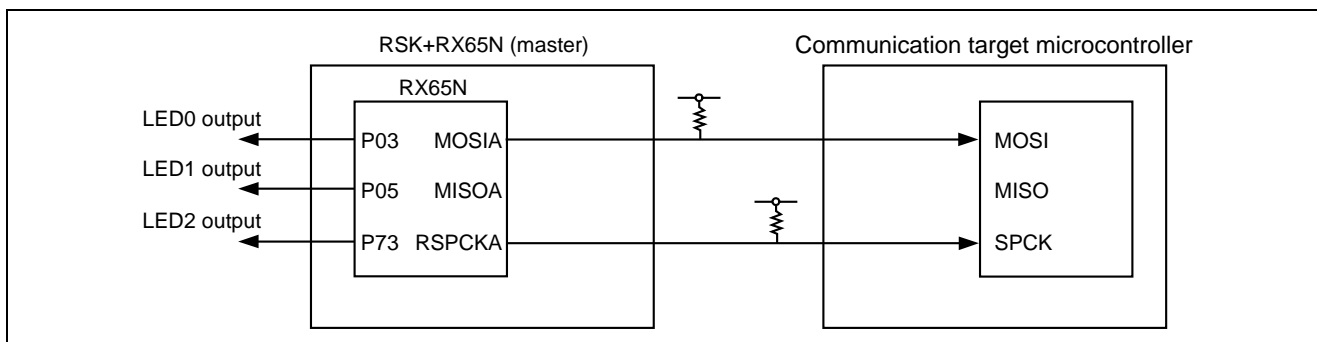 RSK+RX65N (master)
Communication target microcontroller
RX65N
LED0 output
P03
MOSIA
MOSI
LED1 output
P05
MISOA
MISO
LED2 output
P73
RSPCKA
SPCK